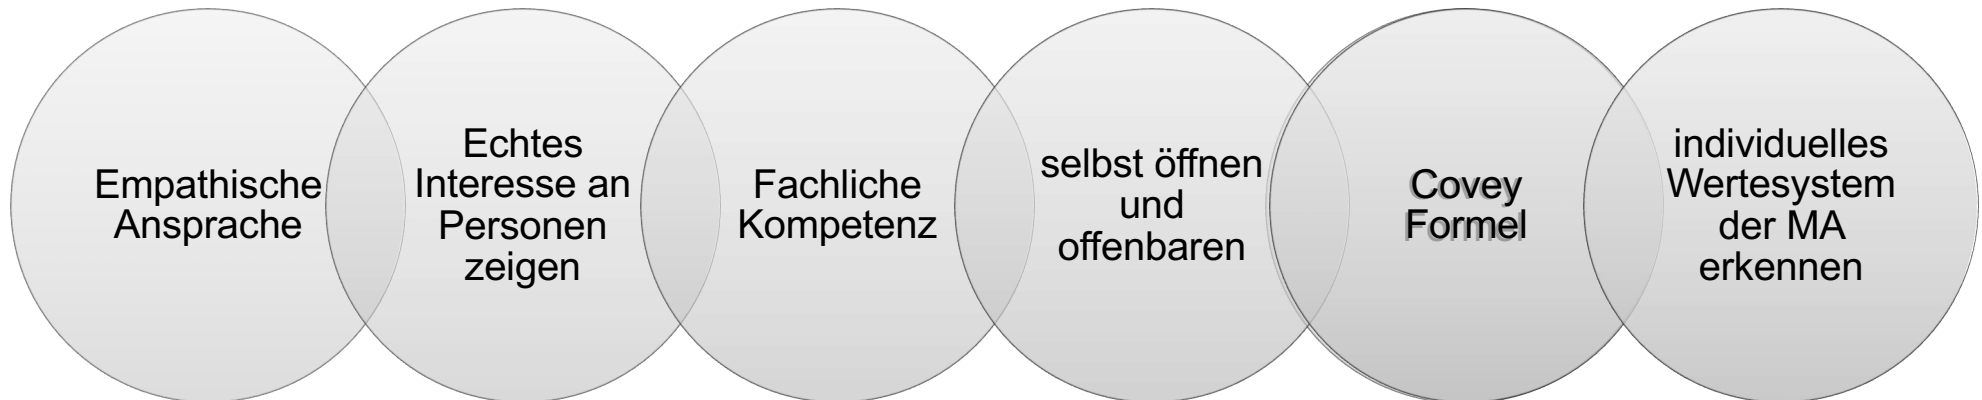 Empathische
Ansprache
Echtes
Interesse an
Personen
zeigen
Fachliche
Kompetenz
selbst öffnen
und
offenbaren
Covey
Formel
individuelles
Wertesystem
der MA
erkennen